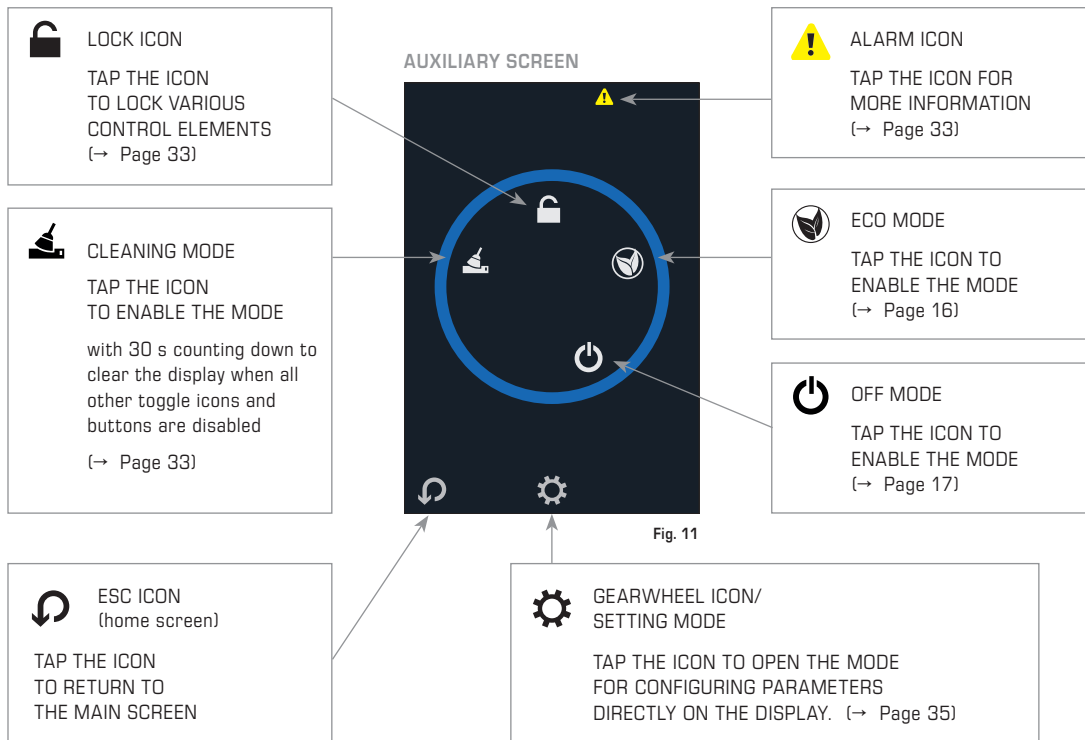 LOCK ICON
TAP THE ICON
TO LOCK VARIOUS
CONTROL ELEMENTS
(→ Page 33)
CLEANING MODE
TAP THE ICON
TO ENABLE THE MODE
with 30 s counting down to
clear the display when all
other toggle icons and
buttons are disabled
(→ Page 33)
ESC ICON
(home screen)
TAP THE ICON
TO RETURN TO
THE MAIN SCREEN
AUXILIARY SCREEN
Fig. 11
ALARM ICON
TAP THE ICON FOR
MORE INFORMATION
(→ Page 33)
ECO MODE
TAP THE ICON TO
ENABLE THE MODE
(→ Page 16)
OFF MODE
TAP THE ICON TO
ENABLE THE MODE
(→ Page 17)
GEARWHEEL ICON/
SETTING MODE
TAP THE ICON TO OPEN THE MODE
FOR CONFIGURING PARAMETERS
DIRECTLY ON THE DISPLAY. (→ Page 35)